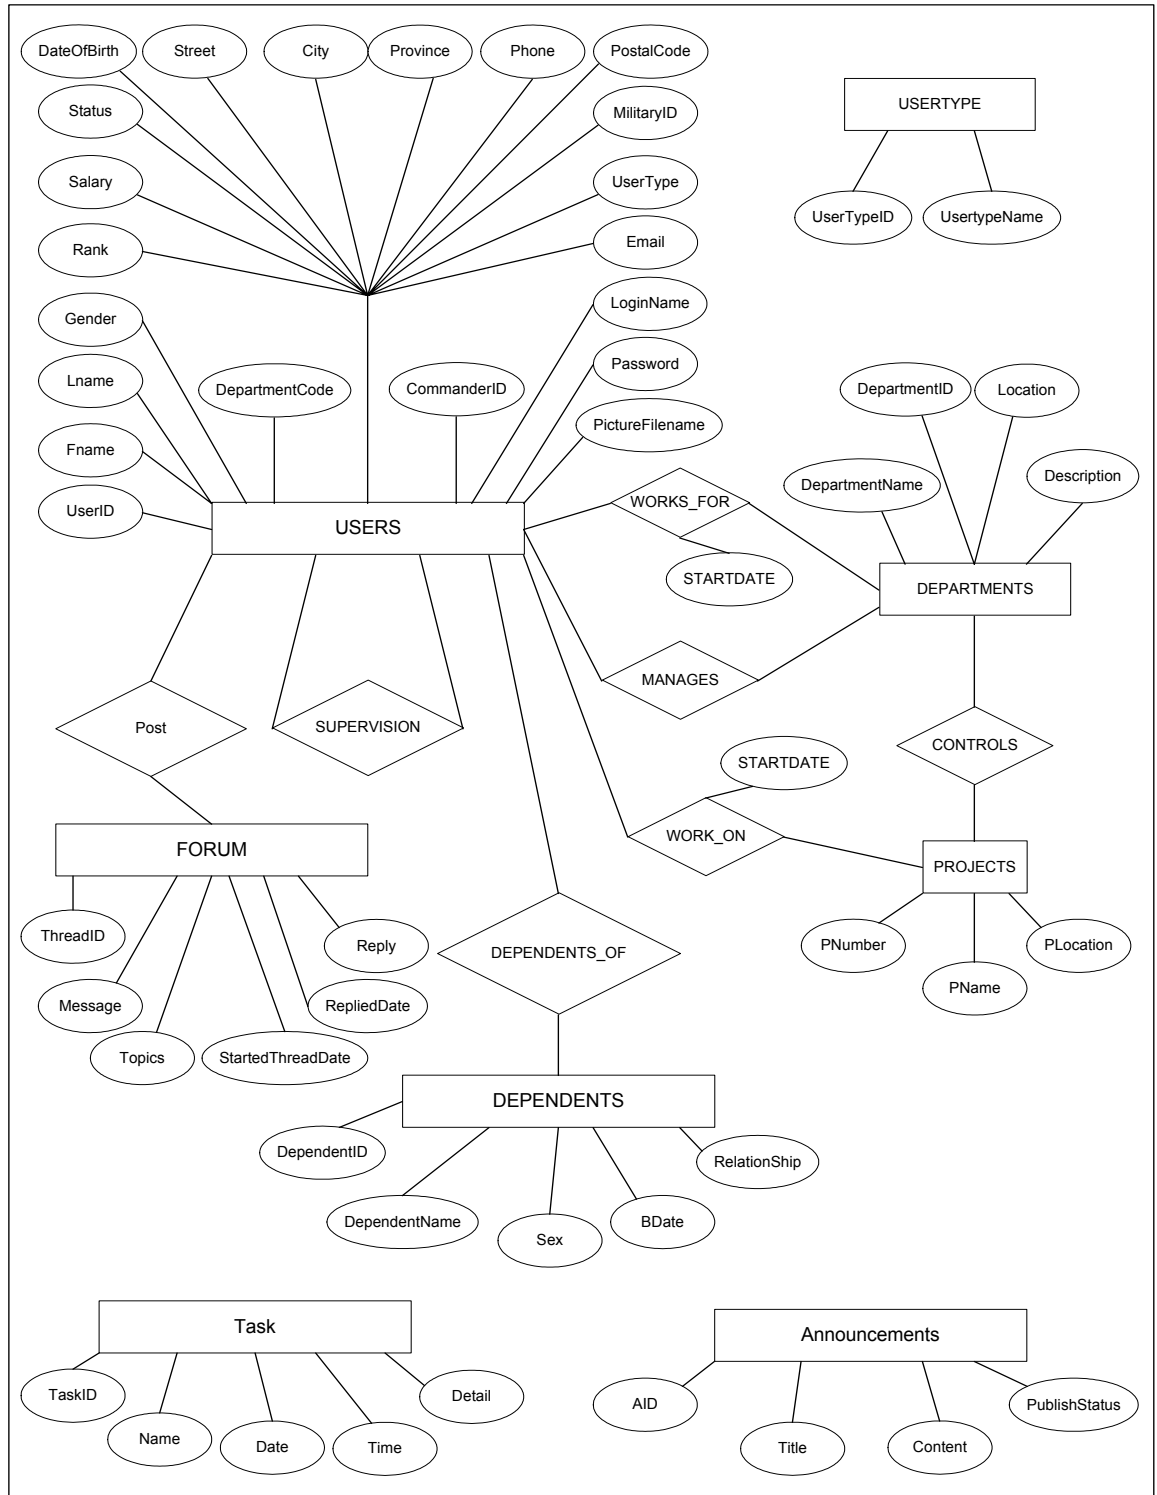 DateOfBirth
Street
City
Province
Phone
PostalCode
Status
MilitaryID
USERTYPE
Salary
UserType
UserTypeID
UsertypeName
Rank
Email
Gender
LoginName
Lname
DepartmentCode
CommanderID
Password
DepartmentID
Location
Fname
PictureFilename
DepartmentName
Description
UserID
USERS
WORKS_FOR
STARTDATE
DEPARTMENTS
MANAGES
Post
SUPERVISION
CONTROLS
STARTDATE
WORK_ON
FORUM
PROJECTS
ThreadID
Reply
DEPENDENTS_OF
PNumber
PLocation
PName
Message
RepliedDate
Topics
StartedThreadDate
DEPENDENTS
DependentID
RelationShip
DependentName
Sex
BDate
Task
Announcements
TaskID
Detail
AID
PublishStatus
Name
Date
Time
Title
Content